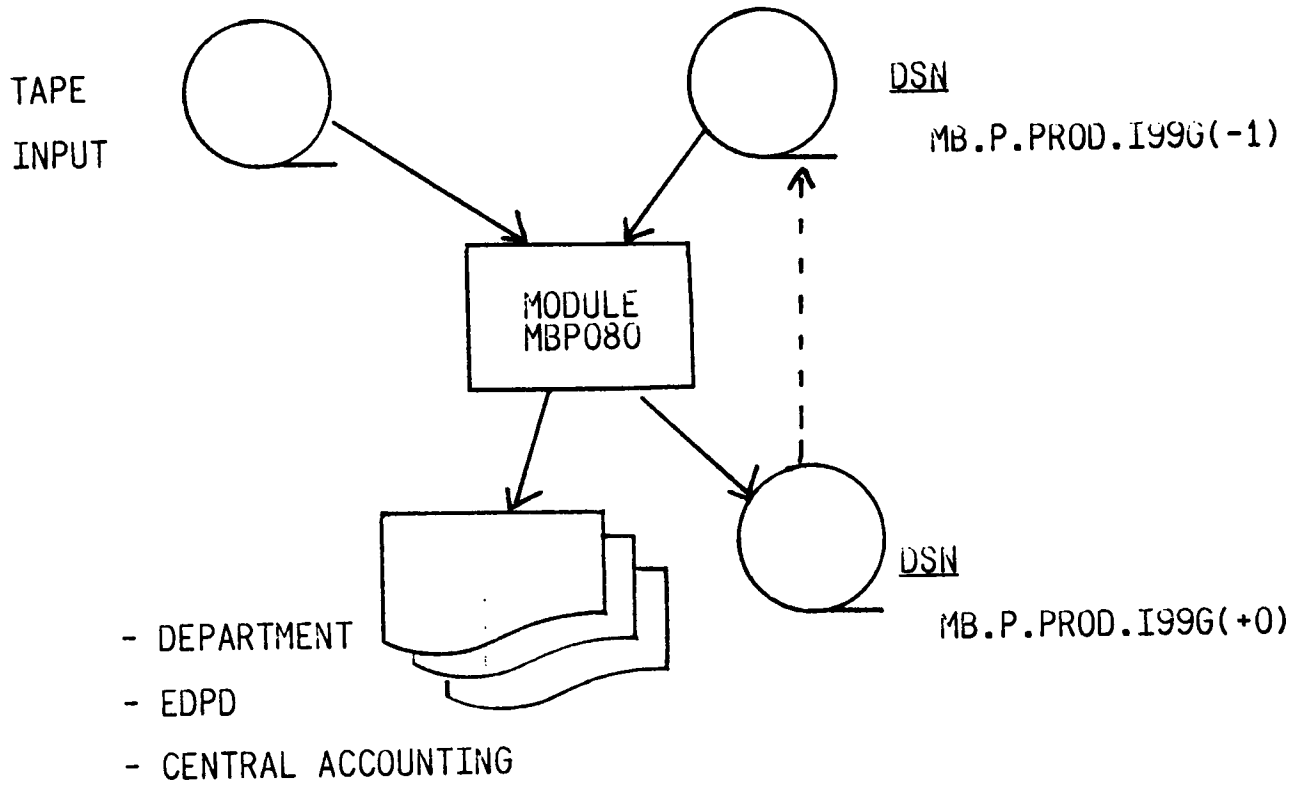 TAPE
INPUT
DSN
MB.P.PROD.I99G(-1)
MODULE
MBP080
DSN
MB.P.PROD.I99G(+0)
- DEPARTMENT
- EDPD
- CENTRAL ACCOUNTING